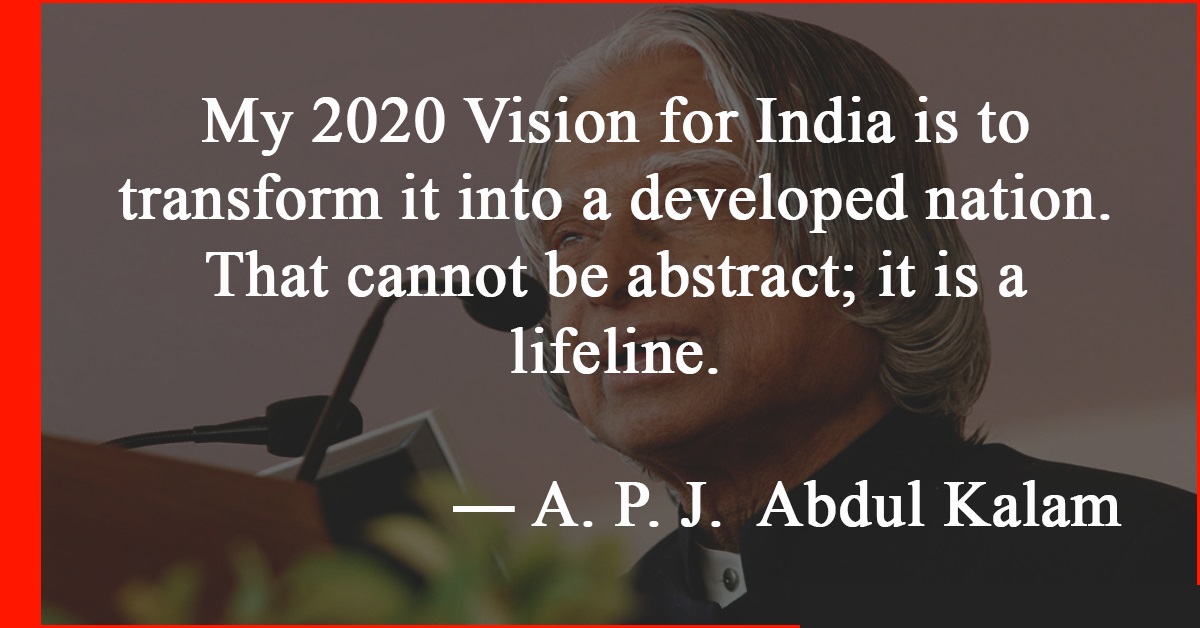 My 2020 Vision for India is to
transform it into a developed nation.
That cannot be abstract; it is a
lifeline.
— A. P. J.  Abdul Kalam